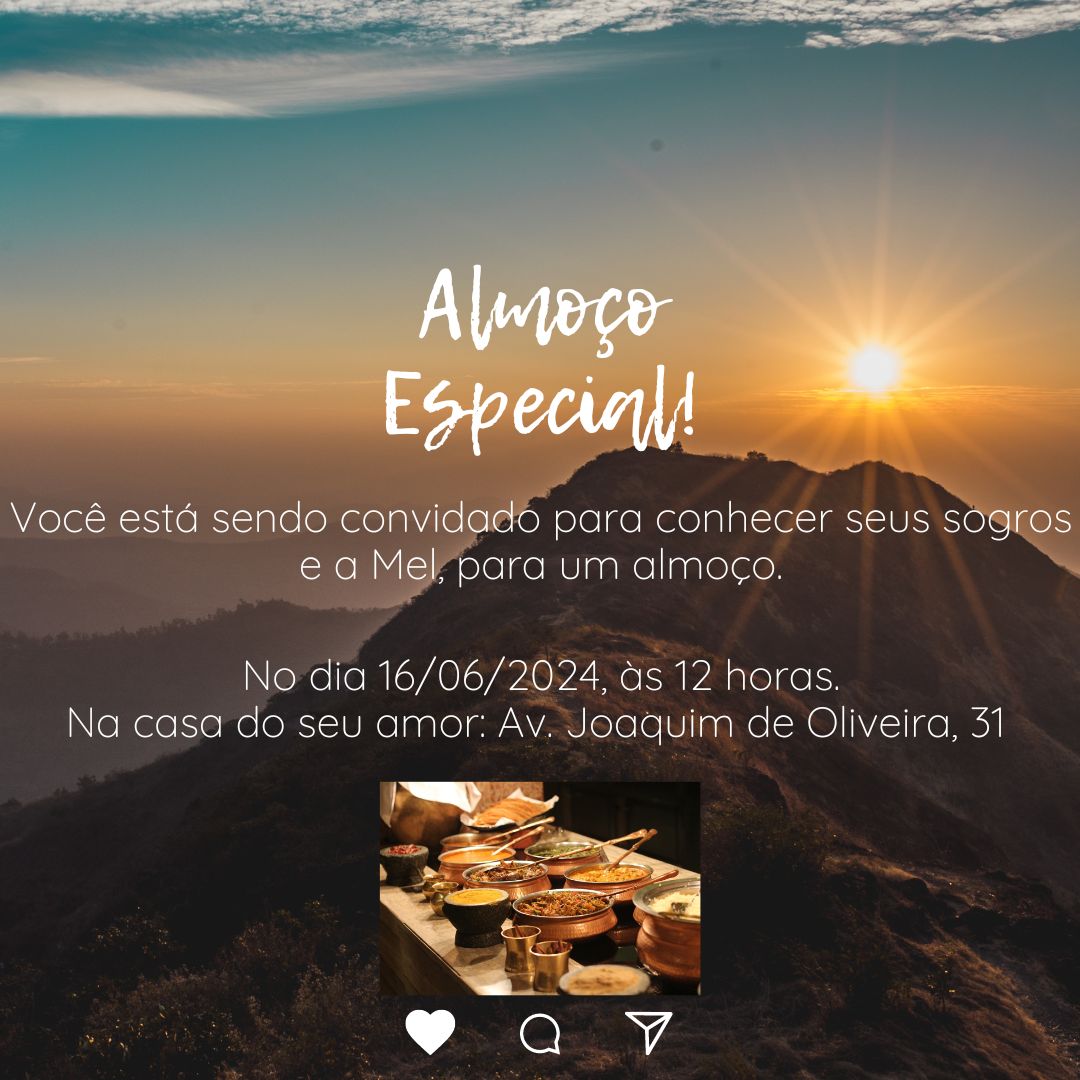 Almoço
Especial!
Você está sendo convidado para conhecer seus sogros
e a Mel, para um almoço.
No dia 16/06/2024, às 12 horas.
Na casa do seu amor: Av. Joaquim de Oliveira, 31